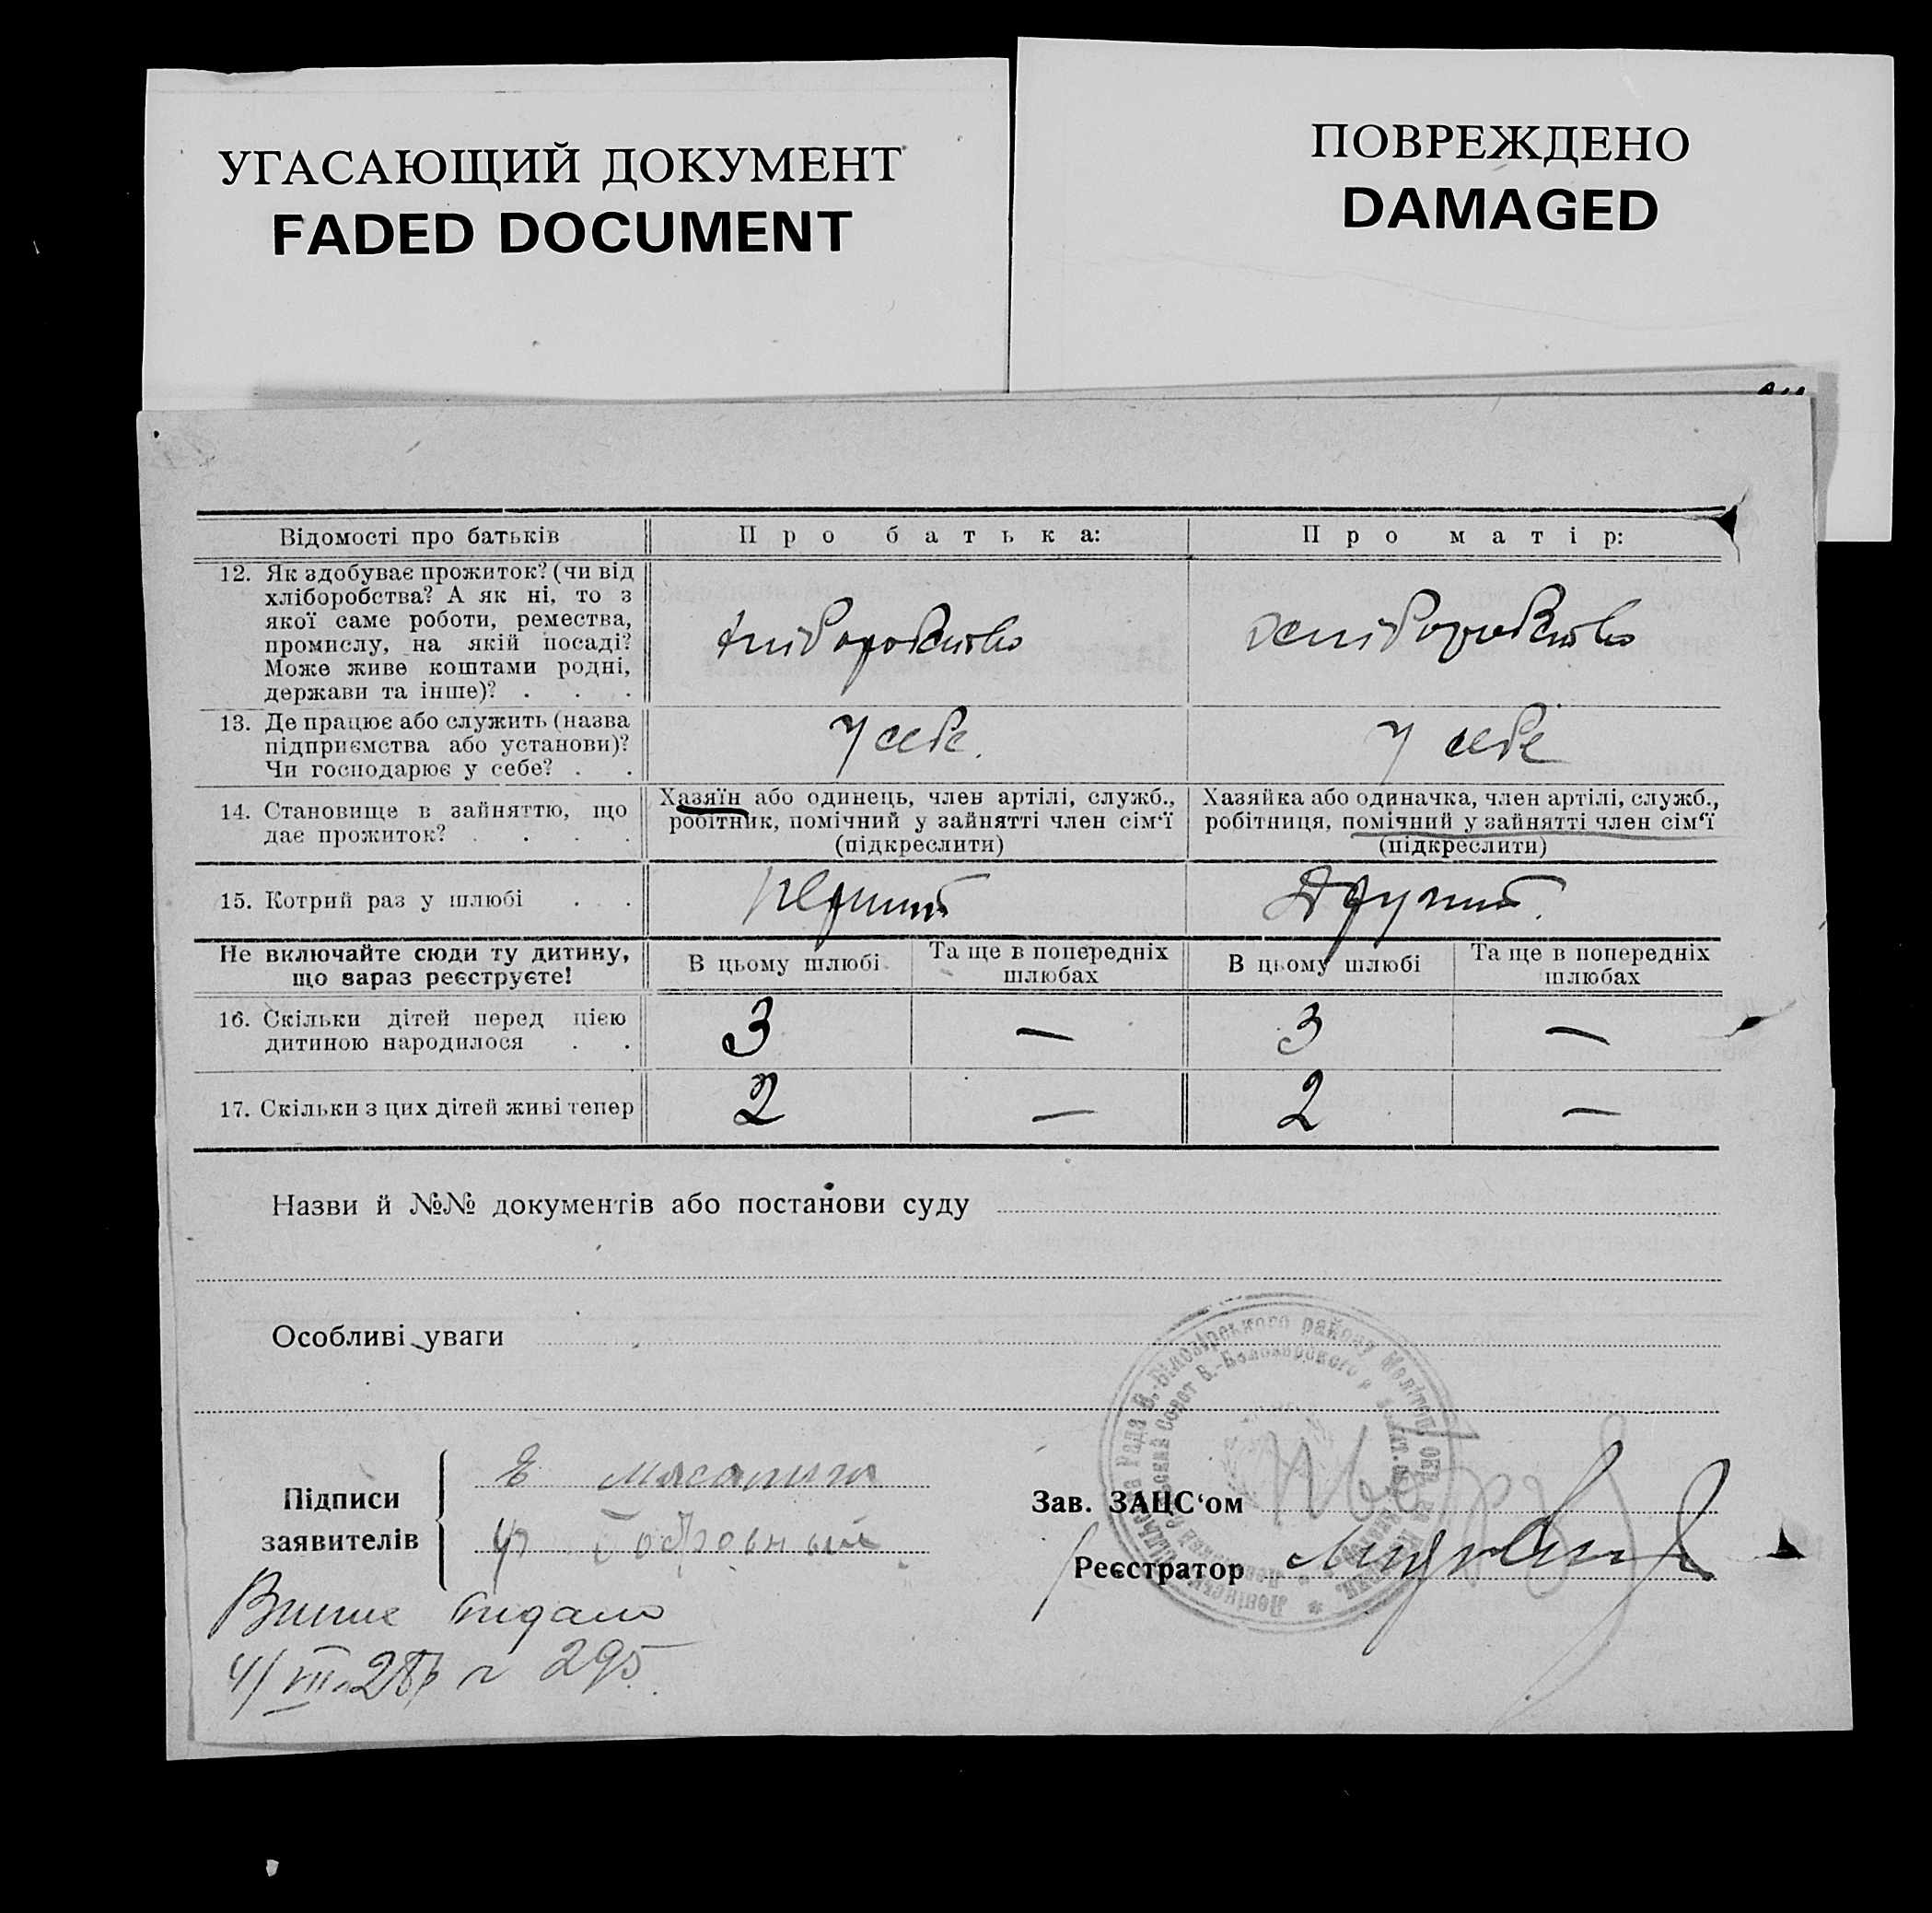 УГАСАЮЩИЙ ДОКУМЕНТ
FADED DOCUMENT
ПОВРЕЖДЕНО
DAMAGED
Відомості про батьків
Про батька:
Про матір:
12. Як здобуває прожиток? (чи від
хліборобства? А як ні, то з
якої саме роботи, ремества,
промислу, на якій посаді?
Може живе коштами родні,
держави та інше)? . . .
хліборобство
хліборобство
13. Де працює або служить (назва
підприємства або установи)?
Чи господарює у себе? . .
у себе.
у себе
14. Становище в зайняттю, що
дає прожиток? . . . .
Хазяїн або одинець, член артілі, служб.,
робітник, помічний у зайнятті член сім‘ї
(підкреслити)
Хазяйка або одиначка, член артілі, служб.,
робітниця, помічний у зайнятті член сім‘ї
(підкреслити)
15. Котрий раз у шлюбі . . .
Перший
Другий.
Не включайте сюди ту дитину,
що зараз реєструєте!
В цьому шлюбі
Та ще в попередніх
шлюбах
В цьому шлюбі
Та ще в попередніх
шлюбах
16. Скільки дітей перед цією
дитиною народилося . .
3
—
3
—
17. Скільки з цих дітей живі тепер
2
—
2
—
Назви й №№ документів або постанови суду
Особливі уваги
Підписи
заявителів
Зав. ЗАЦС‘ом
Реєстратор
295